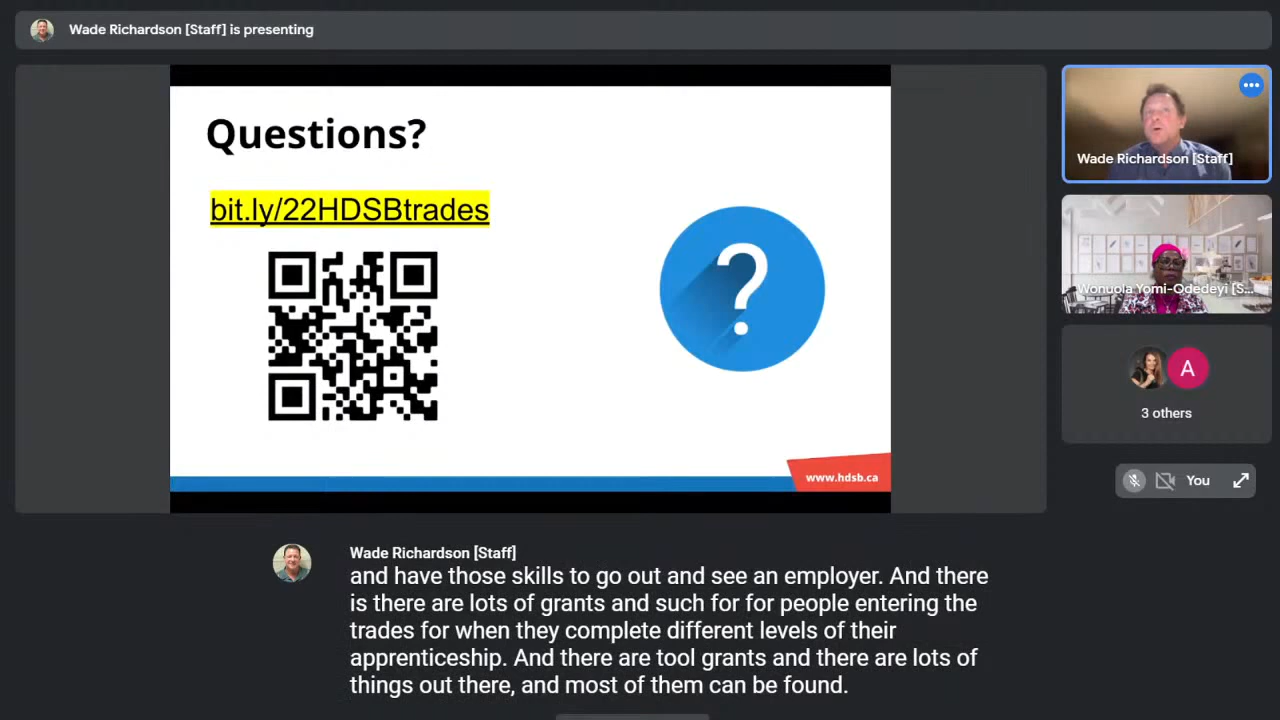 Wade Richardson [Staff] is presenting
Questions?
bit.ly/22HDSBtrades
www.hdsb.ca
Wade Richardson [Staff]
Wonuola Yomi-Odedeyi [S...
A
3 others
You
Wade Richardson [Staff]
and have those skills to go out and see an employer. And there
is there are lots of grants and such for for people entering the
trades for when they complete different levels of their
apprenticeship. And there are tool grants and there are lots of
things out there, and most of them can be found.